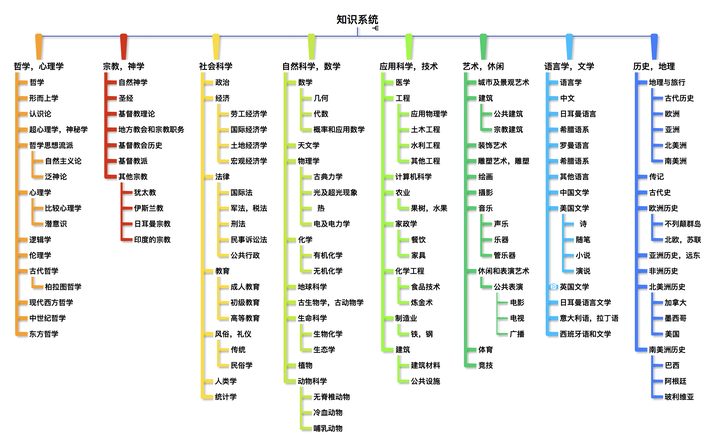 知识系统
哲学，心理学
哲学
形而上学
认识论
超心理学，神秘学
哲学思想流派
自然主义论
泛神论
心理学
比较心理学
潜意识
逻辑学
伦理学
古代哲学
柏拉图哲学
现代西方哲学
中世纪哲学
东方哲学
宗教，神学
自然神学
圣经
基督教理论
地方教会和宗教职务
基督教会历史
基督教派
其他宗教
犹太教
伊斯兰教
日耳曼宗教
印度的宗教
社会科学
政治
经济
劳工经济学
国际经济学
土地经济学
宏观经济学
法律
国际法
军法，税法
刑法
民事诉讼法
公共行政
教育
成人教育
初级教育
高等教育
风俗，礼仪
传统
民俗学
人类学
统计学
自然科学，数学
数学
几何
代数
概率和应用数学
天文学
物理学
古典力学
光及超光现象
热
电及电力学
化学
有机化学
无机化学
地球科学
古生物学，古动物学
生命科学
生物化学
生态学
植物
动物科学
无脊椎动物
冷血动物
哺乳动物
应用科学，技术
医学
工程
应用物理学
土木工程
水利工程
其他工程
计算机科学
农业
果树，水果
家政学
餐饮
家具
化学工程
食品技术
炼金术
制造业
铁，钢
建筑
建筑材料
公共设施
艺术，休闲
城市及景观艺术
建筑
公共建筑
宗教建筑
装饰艺术
雕塑艺术，雕塑
绘画
摄影
音乐
声乐
乐器
管乐器
休闲和表演艺术
公共表演
电影
电视
广播
体育
竞技
语言学，文学
语言学
中文
日耳曼语言
希腊语系
罗曼语言
希腊语系
其他语言
中国文学
美国文学
诗
随笔
小说
演说
英国文学
日耳曼语言文学
意大利语，拉丁语
西班牙语和文学
历史，地理
地理与旅行
古代历史
欧洲
亚洲
北美洲
南美洲
传记
古代史
欧洲历史
不列颠群岛
北欧，苏联
亚洲历史，远东
非洲历史
北美洲历史
加拿大
墨西哥
美国
南美洲历史
巴西
阿根廷
玻利维亚